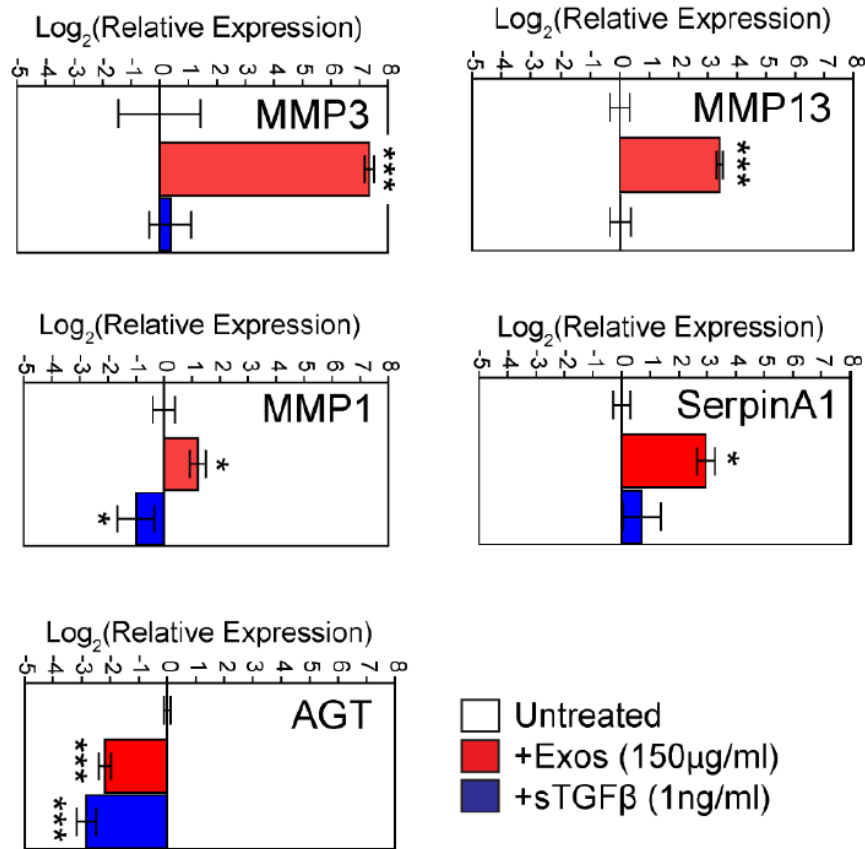 Log₂(Relative Expression)
-5 -4 -3 -2 -1 0 1 2 3 4 5 6 7 8
MMP3
***
Log₂(Relative Expression)
-5 -4 -3 -2 -1 0 1 2 3 4 5 6 7 8
MMP13
***
Log₂(Relative Expression)
-5 -4 -3 -2 -1 0 1 2 3 4 5 6 7 8
MMP1
*
*
Log₂(Relative Expression)
-5 -4 -3 -2 -1 0 1 2 3 4 5 6 7 8
SerpinA1
*
Log₂(Relative Expression)
-5 -4 -3 -2 -1 0 1 2 3 4 5 6 7 8
AGT
***
***
Untreated
+Exos (150µg/ml)
+sTGFβ (1ng/ml)